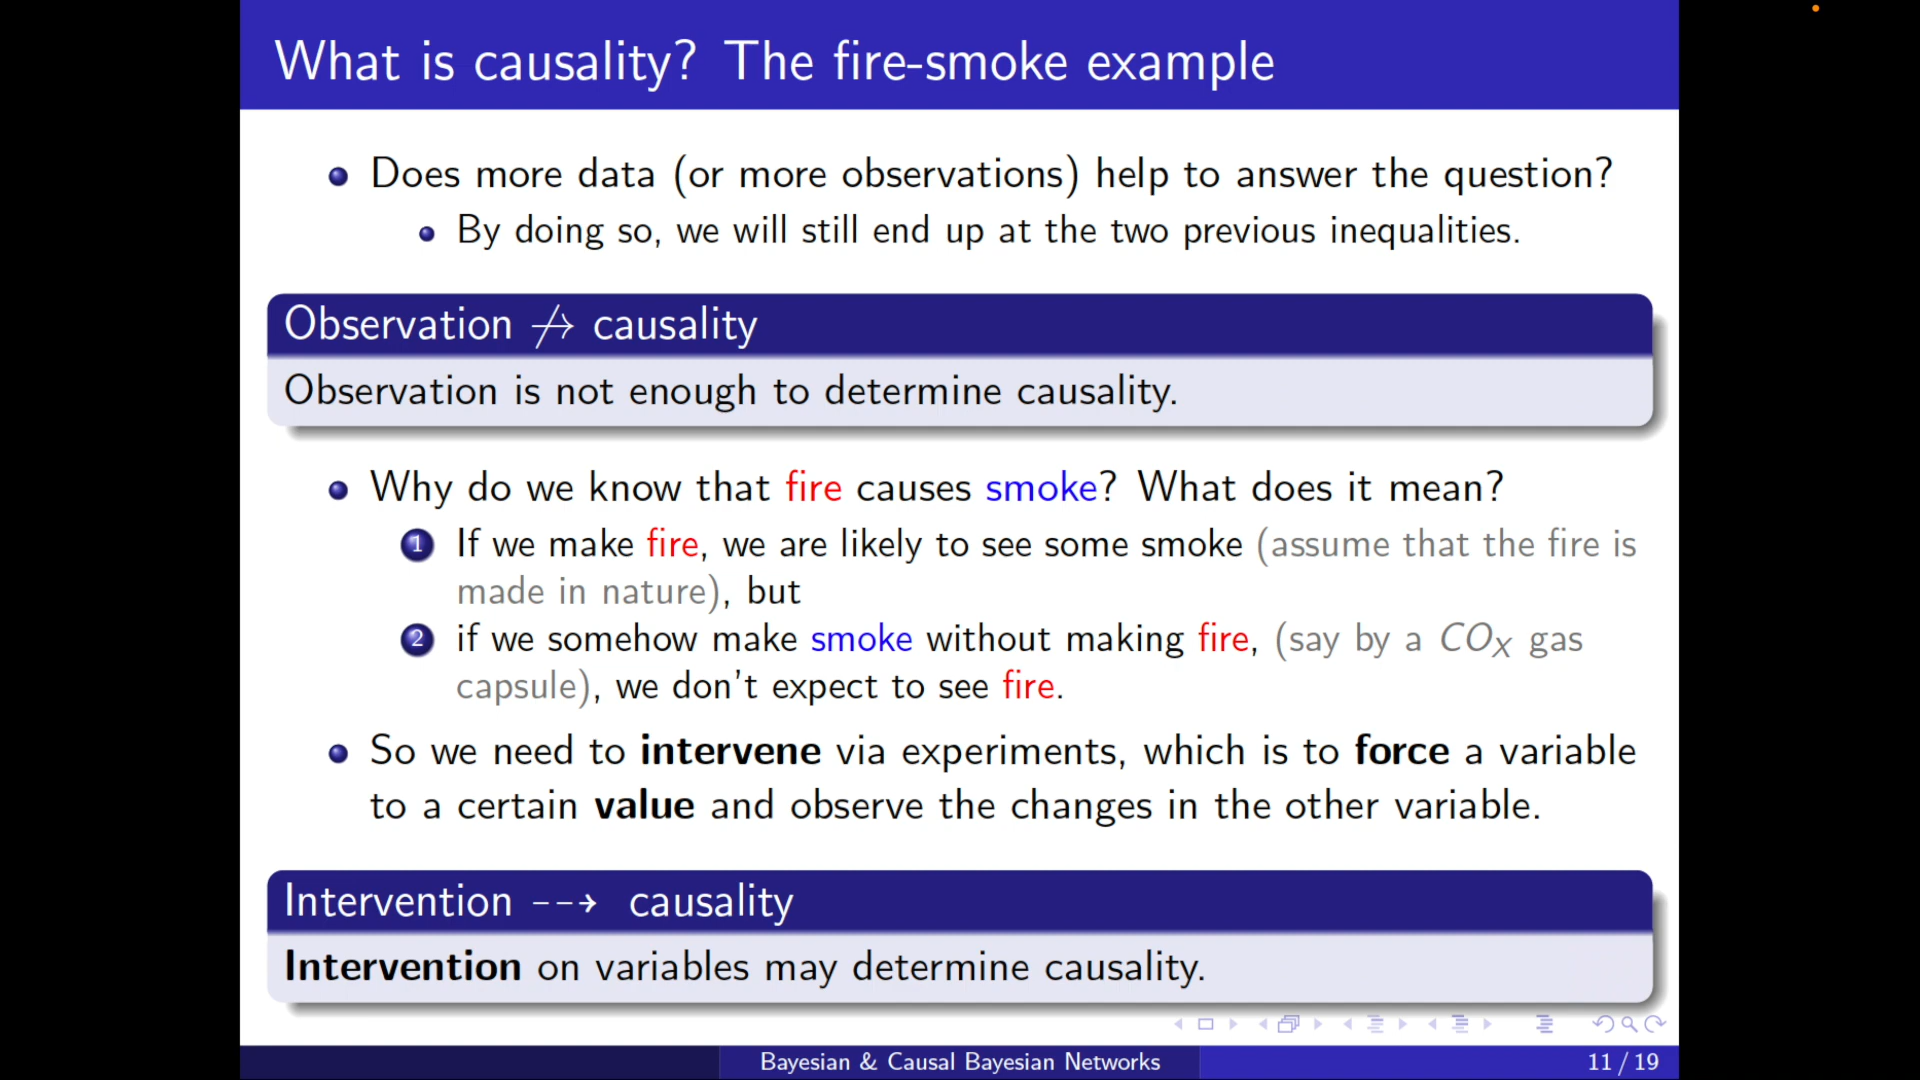 What is causality? The fire-smoke example
Does more data (or more observations) help to answer the question?
By doing so, we will still end up at the two previous inequalities.
Observation ↛ causality
Observation is not enough to determine causality.
Why do we know that fire causes smoke? What does it mean?
1 If we make fire, we are likely to see some smoke (assume that the fire is
made in nature), but
2 if we somehow make smoke without making fire, (say by a COX gas
capsule), we don't expect to see fire.
So we need to intervene via experiments, which is to force a variable
to a certain value and observe the changes in the other variable.
Intervention ⇢ causality
Intervention on variables may determine causality.
Bayesian & Causal Bayesian Networks
11 / 19